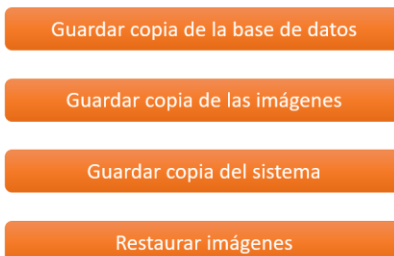 Guardar copia de la base de datos
Guardar copia de las imágenes
Guardar copia del sistema
Restaurar imágenes